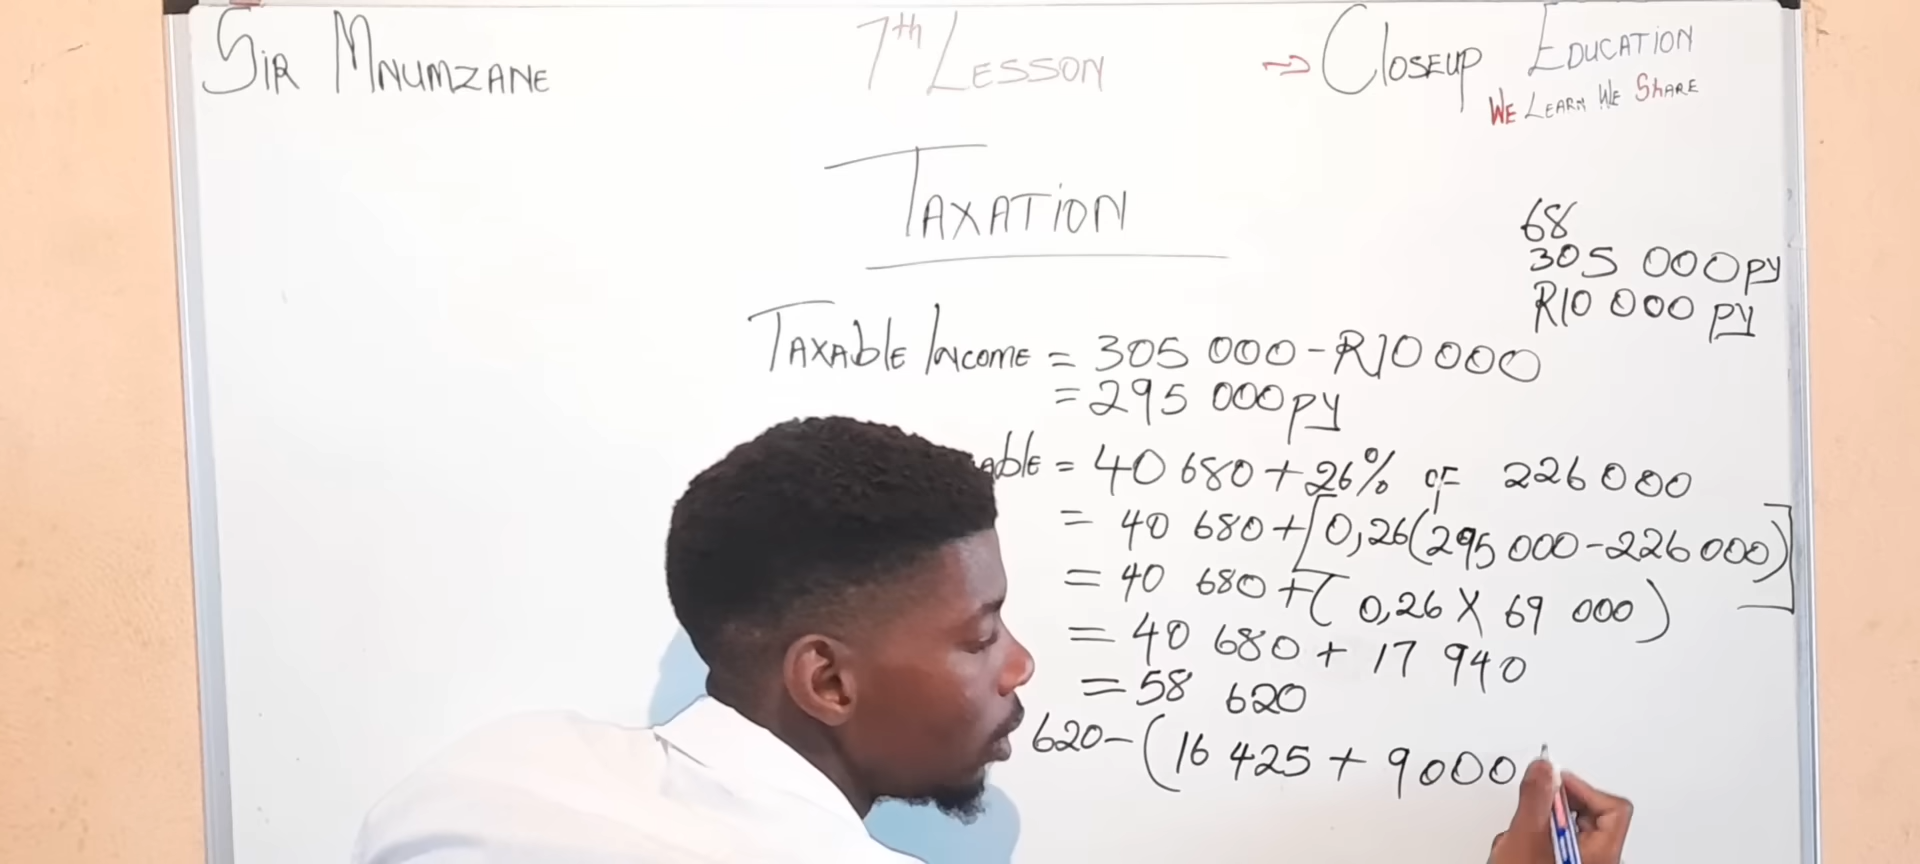 Sir Mnumzane
7th Lesson
→ Closeup Education
We Learn We Share
Taxation
68
305 000 py
R10 000 py
Taxable Income = 305 000 - R10 000
= 295 000 py
able = 40 680 + 26% of 226 000
= 40 680 + [0,26(295 000 - 226 000)]
= 40 680 + (0,26 X 69 000)
= 40 680 + 17 940
= 58 620
620 - (16 425 + 9000